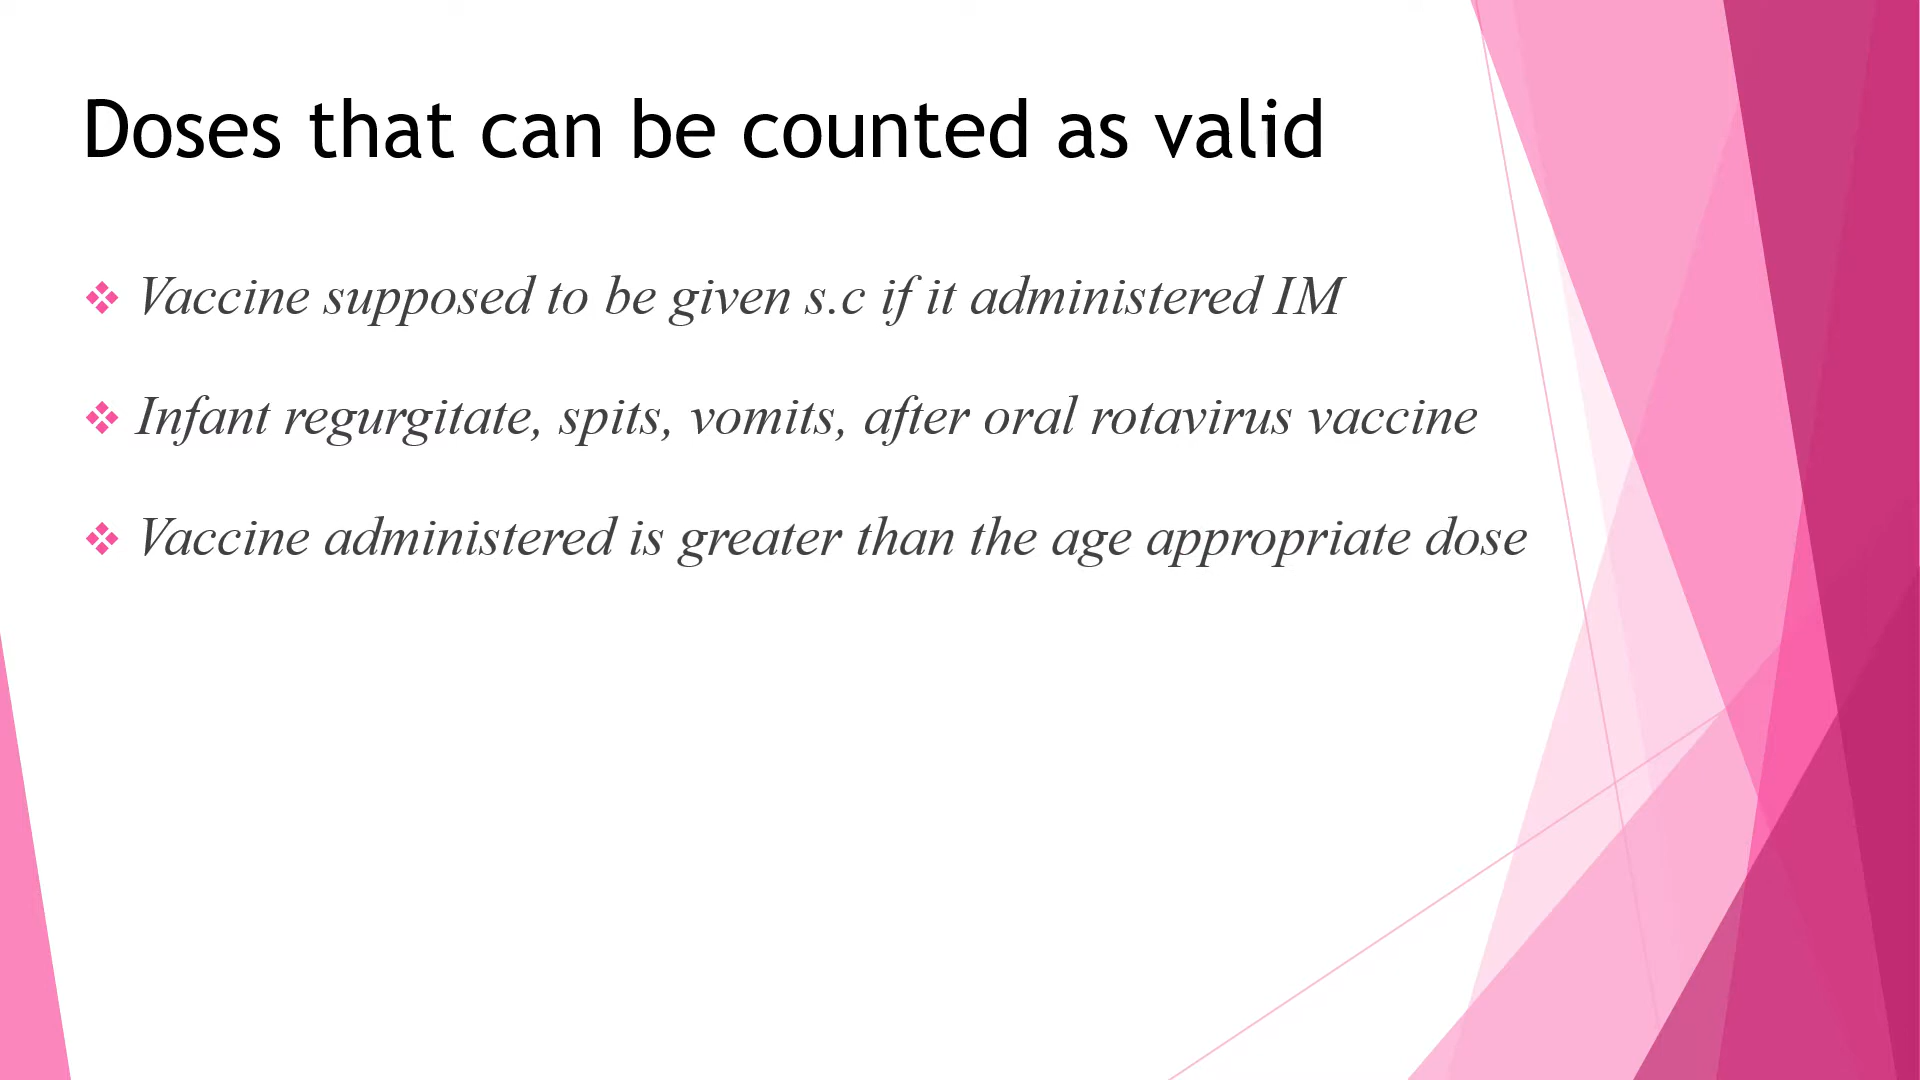 Doses that can be counted as valid
Vaccine supposed to be given s.c if it administered IM
Infant regurgitate, spits, vomits, after oral rotavirus vaccine
Vaccine administered is greater than the age appropriate dose